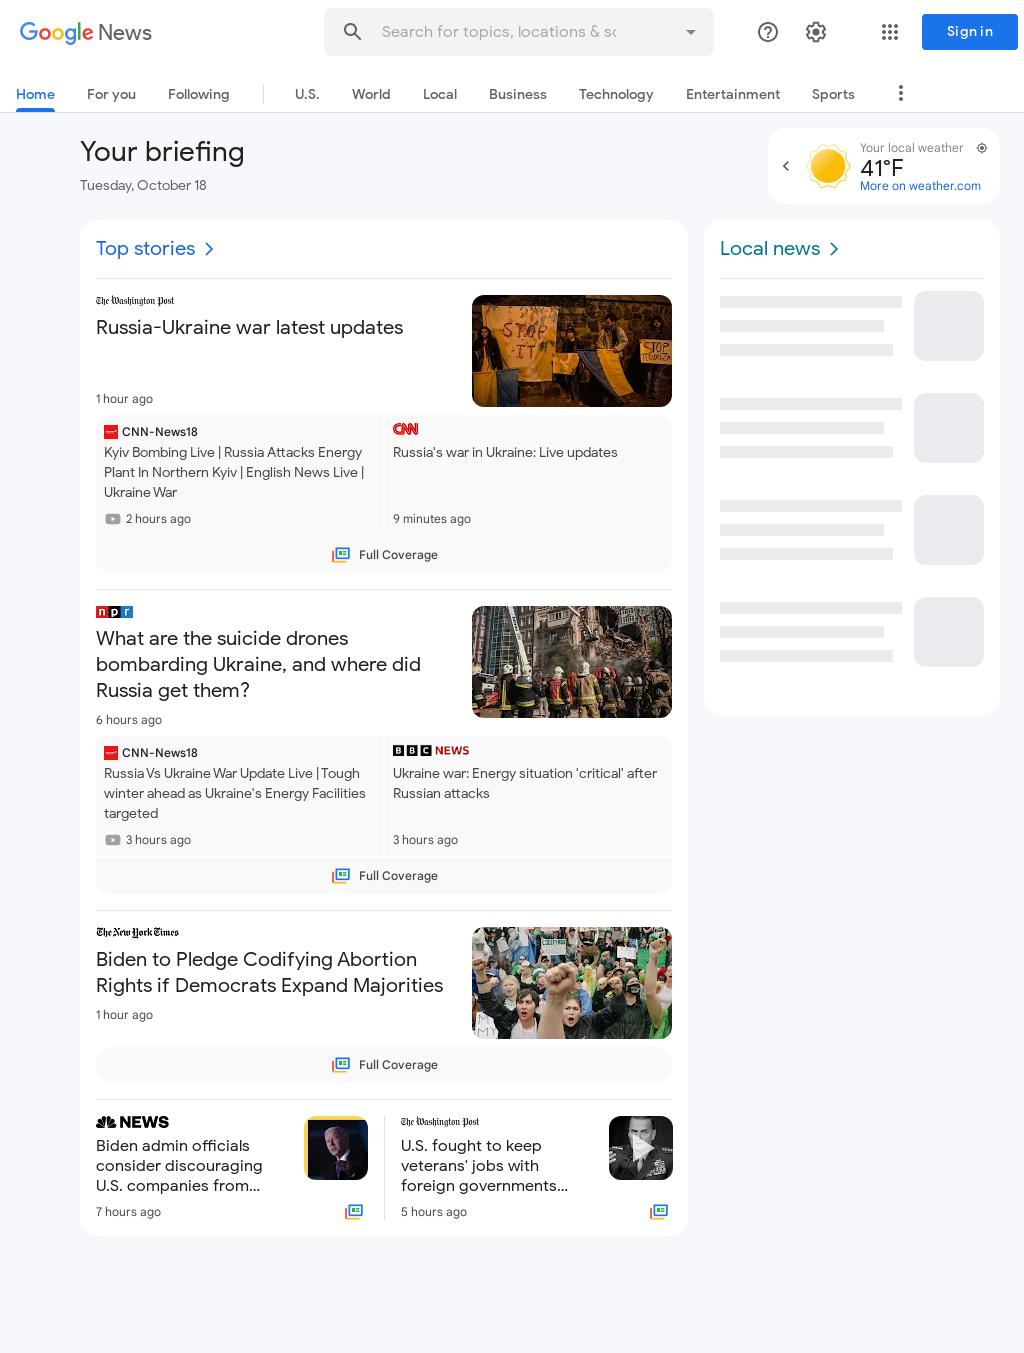 Google News
Search for topics, locations & so
Sign in
Home
For you
Following
U.S.
World
Local
Business
Technology
Entertainment
Sports
Your briefing
Tuesday, October 18
Your local weather
41°F
More on weather.com
Top stories
The Washington Post
Russia-Ukraine war latest updates
1 hour ago
STOP
IT
STOP
CNN-News18
Kyiv Bombing Live | Russia Attacks Energy
Plant In Northern Kyiv | English News Live |
Ukraine War
2 hours ago
CNN
Russia's war in Ukraine: Live updates
9 minutes ago
Full Coverage
npr
What are the suicide drones
bombarding Ukraine, and where did
Russia get them?
6 hours ago
CNN-News18
Russia Vs Ukraine War Update Live | Tough
winter ahead as Ukraine's Energy Facilities
targeted
3 hours ago
BBC NEWS
Ukraine war: Energy situation 'critical' after
Russian attacks
3 hours ago
Full Coverage
The New York Times
Biden to Pledge Codifying Abortion
Rights if Democrats Expand Majorities
1 hour ago
Full Coverage
NEWS
Biden admin officials
consider discouraging
U.S. companies from...
7 hours ago
The Washington Post
U.S. fought to keep
veterans' jobs with
foreign governments...
5 hours ago
Local news